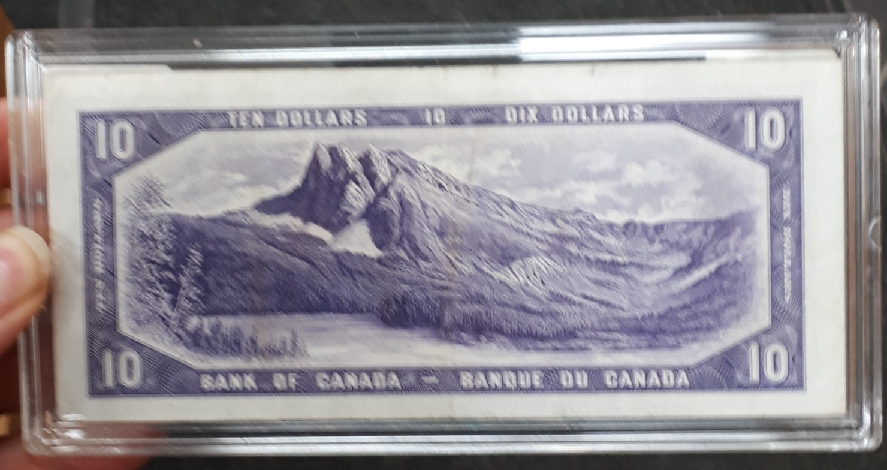 TEN DOLLARS — 10 — DIX DOLLARS
10 10
10 10
BANK OF CANADA — BANQUE DU CANADA